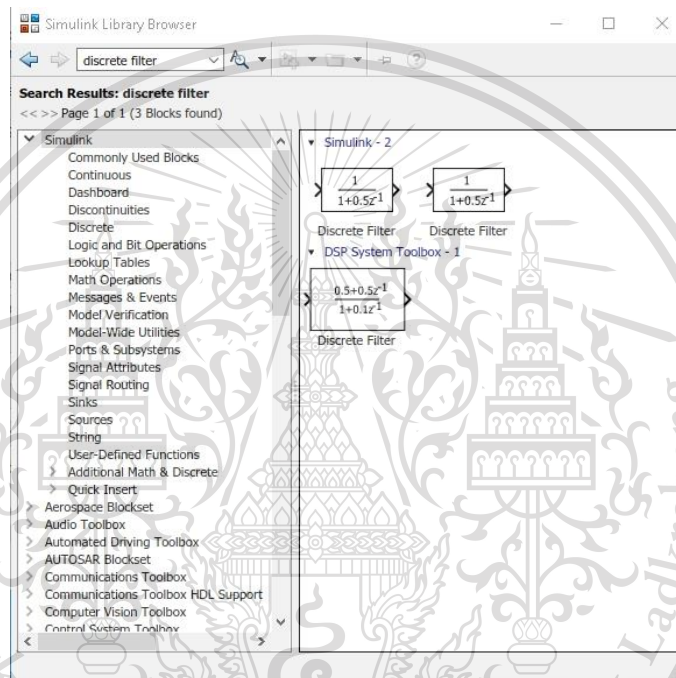 Simulink Library Browser
discrete filter
Search Results: discrete filter
<< >> Page 1 of 1 (3 Blocks found)
Simulink
Commonly Used Blocks
Continuous
Dashboard
Discontinuities
Discrete
Logic and Bit Operations
Lookup Tables
Math Operations
Messages & Events
Model Verification
Model-Wide Utilities
Ports & Subsystems
Signal Attributes
Signal Routing
Sinks
Sources
String
User-Defined Functions
Additional Math & Discrete
Quick Insert
Aerospace Blockset
Audio Toolbox
Automated Driving Toolbox
AUTOSAR Blockset
Communications Toolbox
Communications Toolbox HDL Support
Computer Vision Toolbox
Control System Toolbox
Simulink - 2
1
1+0.5z⁻¹
Discrete Filter
1
1+0.5z⁻¹
Discrete Filter
DSP System Toolbox - 1
0.5+0.5z⁻¹
1+0.1z⁻¹
Discrete Filter